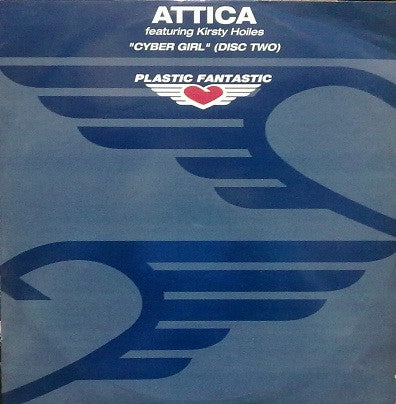 ATTICA
featuring Kirsty Hoiles
"CYBER GIRL" (DISC TWO)
PLASTIC FANTASTIC